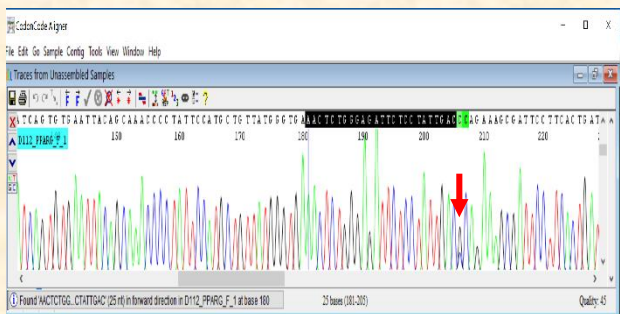 CodonCode Aligner
File Edit Go Sample Contig Tools View Window Help
Traces from Unassembled Samples
TCAGTGTGAATTACAGCAAACCCCTATTCCATGCTGTTATGGGTGAAACTCTGGGAGATTCTCCTATTGACCCAGAAAGCGATTCCTTCACTGAT
D112_PPARG_F_1
150 160 170 180 190 200 210 220
Found 'AACTCTGG...CTATTGAC' (25 nt) in forward direction in D112_PPARG_F_1 at base 180
25 bases (181-205)
Quality: 45